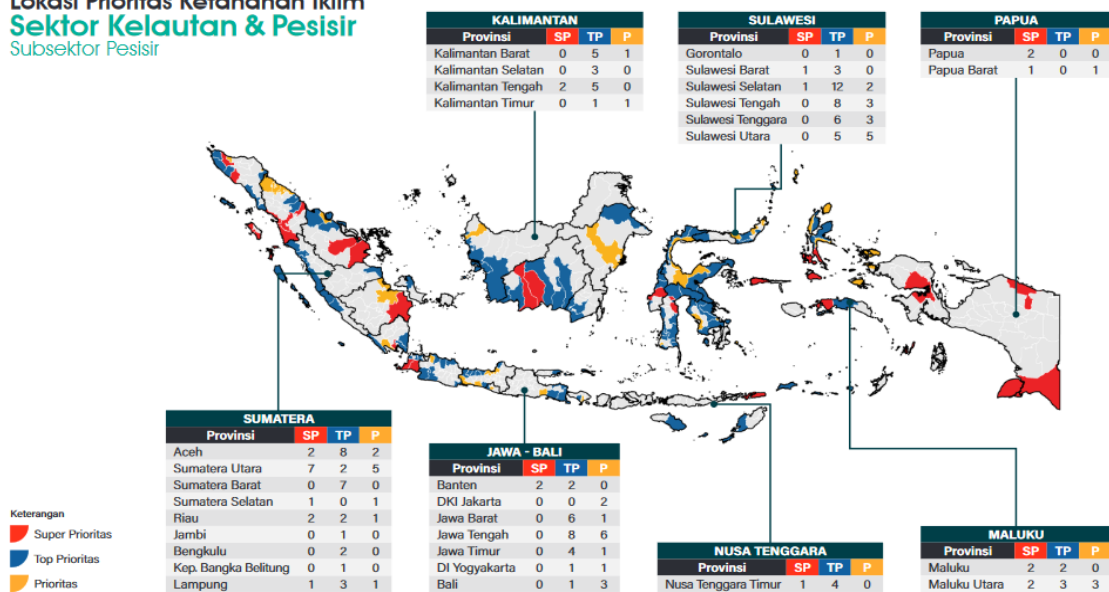 Lokasi Prioritas Ketahanan Iklim
Sektor Kelautan & Pesisir
Subsektor Pesisir
KALIMANTAN
Provinsi SP TP P
Kalimantan Barat 0 5 1
Kalimantan Selatan 0 3 0
Kalimantan Tengah 2 5 0
Kalimantan Timur 0 1 1
SULAWESI
Provinsi SP TP P
Gorontalo 0 1 0
Sulawesi Barat 1 3 0
Sulawesi Selatan 1 12 2
Sulawesi Tengah 0 8 3
Sulawesi Tenggara 0 6 3
Sulawesi Utara 0 5 5
PAPUA
Provinsi SP TP P
Papua 2 0 0
Papua Barat 1 0 1
SUMATERA
Provinsi SP TP P
Aceh 2 8 2
Sumatera Utara 7 2 5
Sumatera Barat 0 7 0
Sumatera Selatan 1 0 1
Riau 2 2 1
Jambi 0 1 0
Bengkulu 0 2 0
Kep. Bangka Belitung 0 1 0
Lampung 1 3 1
JAWA - BALI
Provinsi SP TP P
Banten 2 2 0
DKI Jakarta 0 0 2
Jawa Barat 0 6 1
Jawa Tengah 0 8 6
Jawa Timur 0 4 1
DI Yogyakarta 0 1 1
Bali 0 1 3
NUSA TENGGARA
Provinsi SP TP P
Nusa Tenggara Timur 1 4 0
MALUKU
Provinsi SP TP P
Maluku 2 2 0
Maluku Utara 2 3 3
Keterangan
Super Prioritas
Top Prioritas
Prioritas